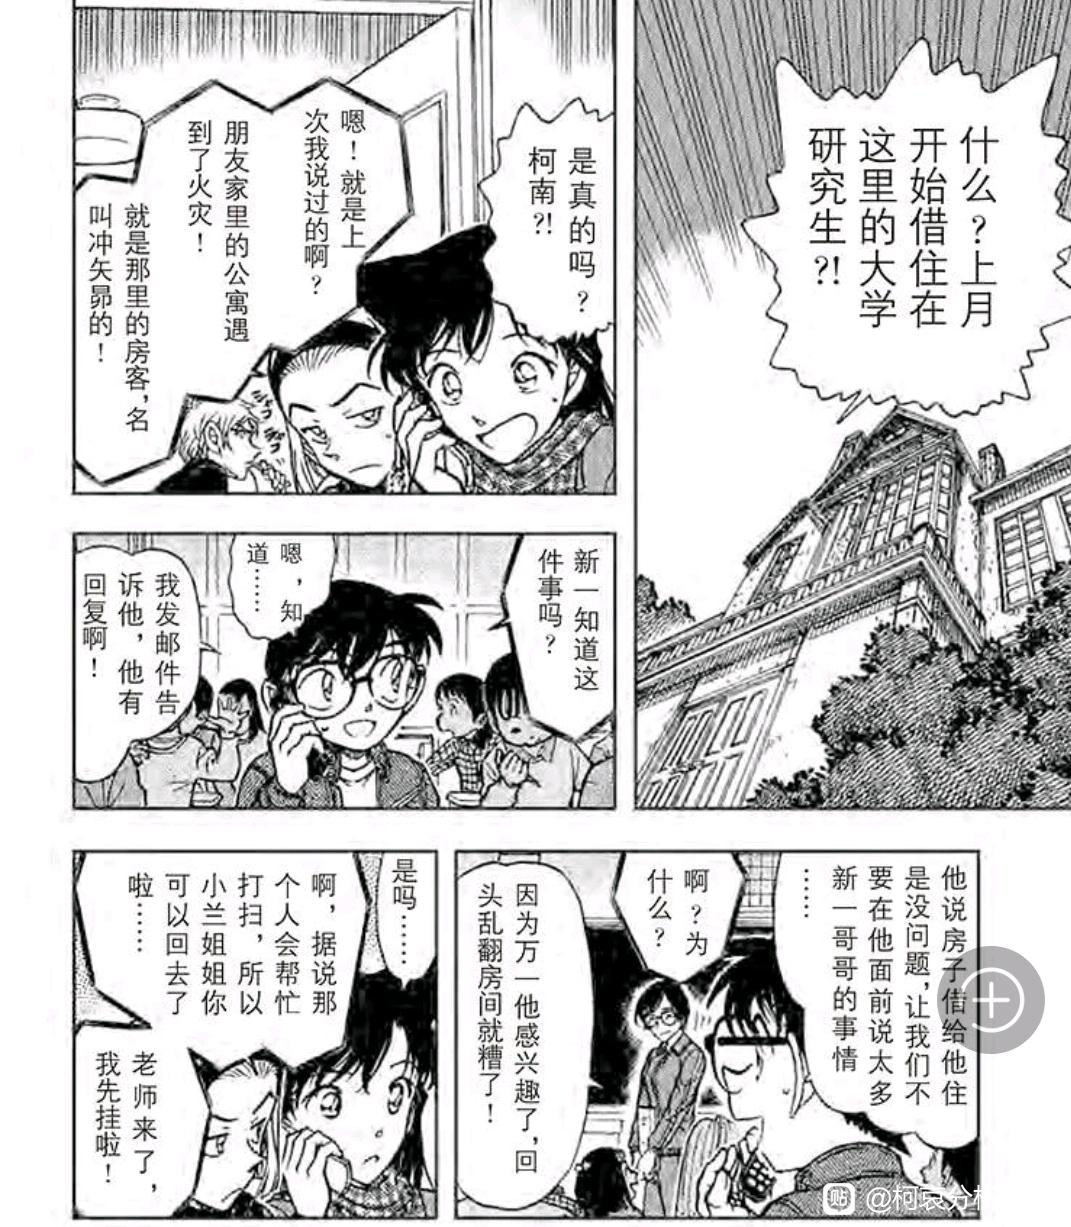 什么？上月
开始借住在
这里的大学
研究生?!
是真的吗？
柯南?!
嗯！就是上
次我说过的啊？
朋友家里的公寓遇
到了火灾！
就是那里的房客，名
叫冲矢昴的！
新一知道这
件事吗？
嗯，知
道……
我发邮件告
诉他，他有
回复啊！
他说房子借给他住
是没问题，让我们不
要在他面前说太多
新一哥哥的事情
……
啊？为
什么？
因为万一他感兴趣了，回
头乱翻房间就糟了！
是吗……
啊，据说那
个人会帮忙
打扫，所以
小兰姐姐你
可以回去了
啦……
老师来了，
我先挂啦！
贴 @柯哀分析